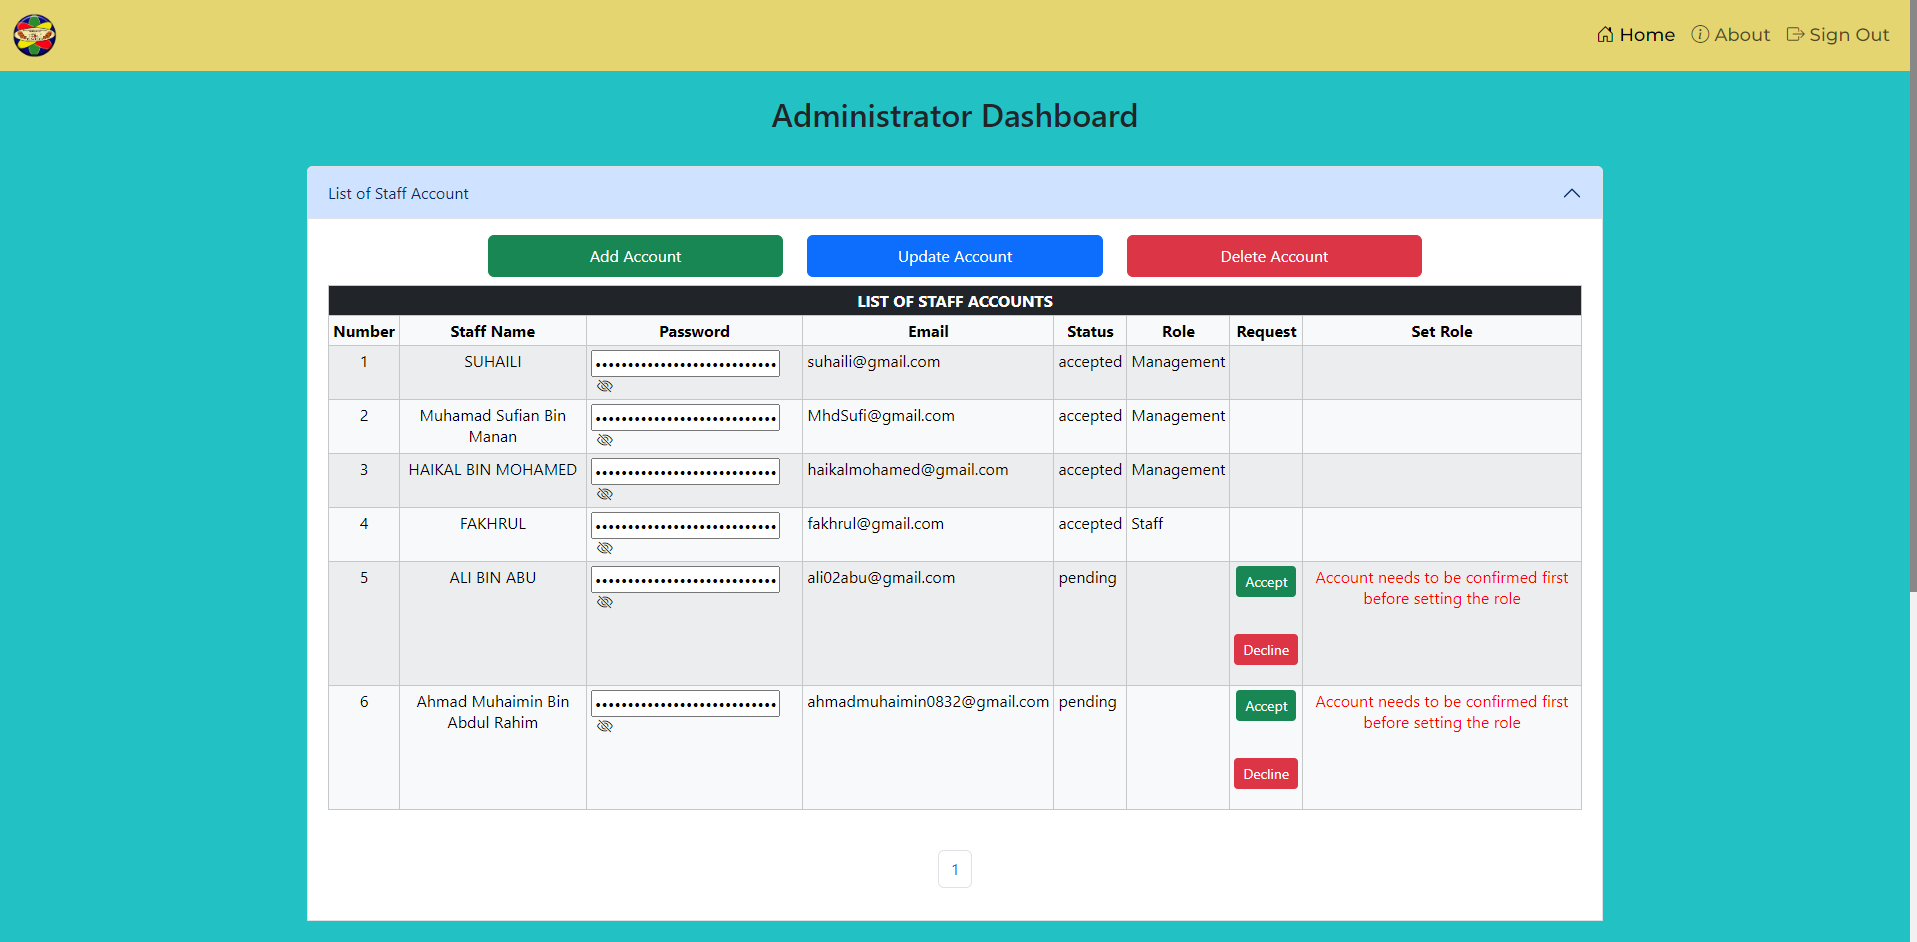 Home About Sign Out
Administrator Dashboard
List of Staff Account
Add Account Update Account Delete Account
LIST OF STAFF ACCOUNTS
Number Staff Name Password Email Status Role Request Set Role
1 SUHAILI •••••••••••••••••••••••••••• suhaili@gmail.com accepted Management
2 Muhamad Sufian Bin •••••••••••••••••••••••••••• MhdSufi@gmail.com accepted Management
Manan
3 HAIKAL BIN MOHAMED •••••••••••••••••••••••••••• haikalmohamed@gmail.com accepted Management
4 FAKHRUL •••••••••••••••••••••••••••• fakhrul@gmail.com accepted Staff
5 ALI BIN ABU •••••••••••••••••••••••••••• ali02abu@gmail.com pending Accept Account needs to be confirmed first
before setting the role
Decline
6 Ahmad Muhaimin Bin •••••••••••••••••••••••••••• ahmadmuhaimin0832@gmail.com pending Accept Account needs to be confirmed first
Abdul Rahim before setting the role
Decline
1